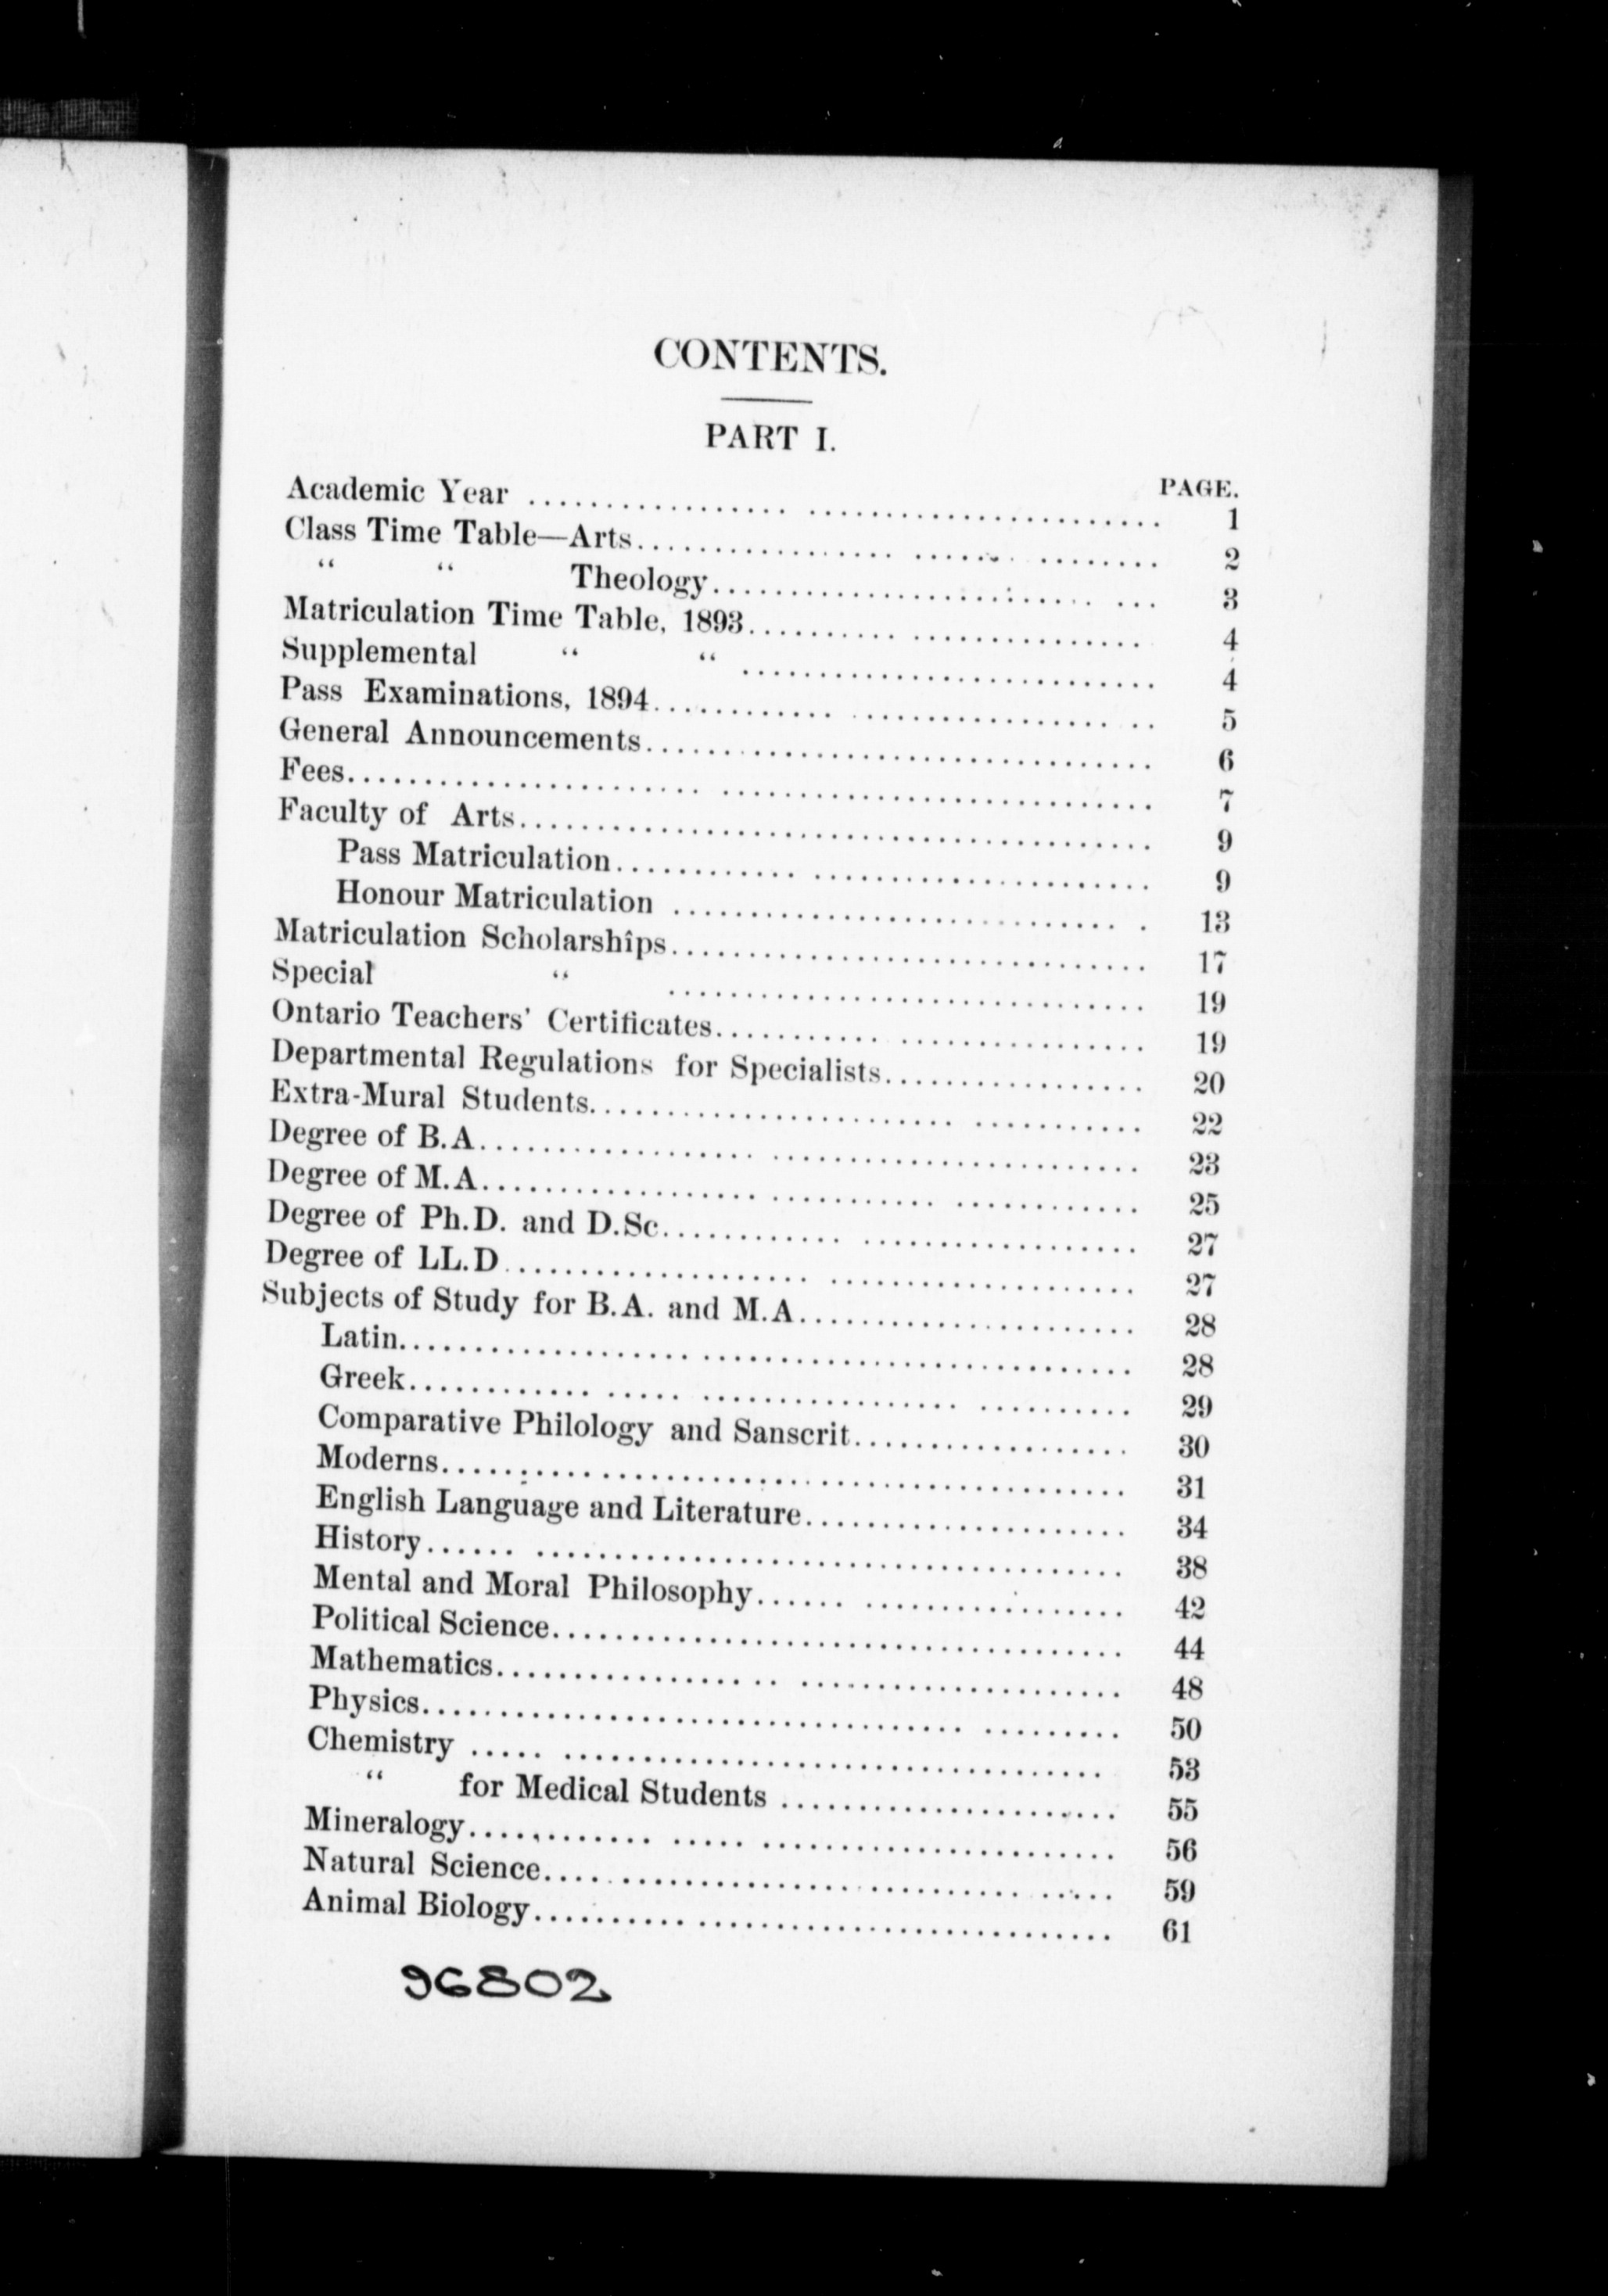 CONTENTS.
PART I.
PAGE.
Academic Year ........................................ 1
Class Time Table—Arts................................ 2
“ “ Theology............................ 3
Matriculation Time Table, 1893......................... 4
Supplemental “ “ ........................... 4
Pass Examinations, 1894............................... 5
General Announcements................................. 6
Fees.................................................. 7
Faculty of Arts........................................ 9
Pass Matriculation................................. 9
Honour Matriculation .............................. 13
Matriculation Scholarships............................... 17
Special “ ............................... 19
Ontario Teachers' Certificates........................... 19
Departmental Regulations for Specialists................. 20
Extra-Mural Students.................................. 22
Degree of B.A.......................................... 23
Degree of M.A.......................................... 25
Degree of Ph.D. and D.Sc.............................. 27
Degree of LL.D........................................ 27
Subjects of Study for B.A. and M.A...................... 28
Latin.............................................. 28
Greek............................................. 29
Comparative Philology and Sanscrit.................. 30
Moderns........................................... 31
English Language and Literature..................... 34
History............................................ 38
Mental and Moral Philosophy........................ 42
Political Science..................................... 44
Mathematics....................................... 48
Physics............................................ 50
Chemistry ........................................ 53
“ for Medical Students ...................... 55
Mineralogy........................................ 56
Natural Science.................................... 59
Animal Biology..................................... 61
96802